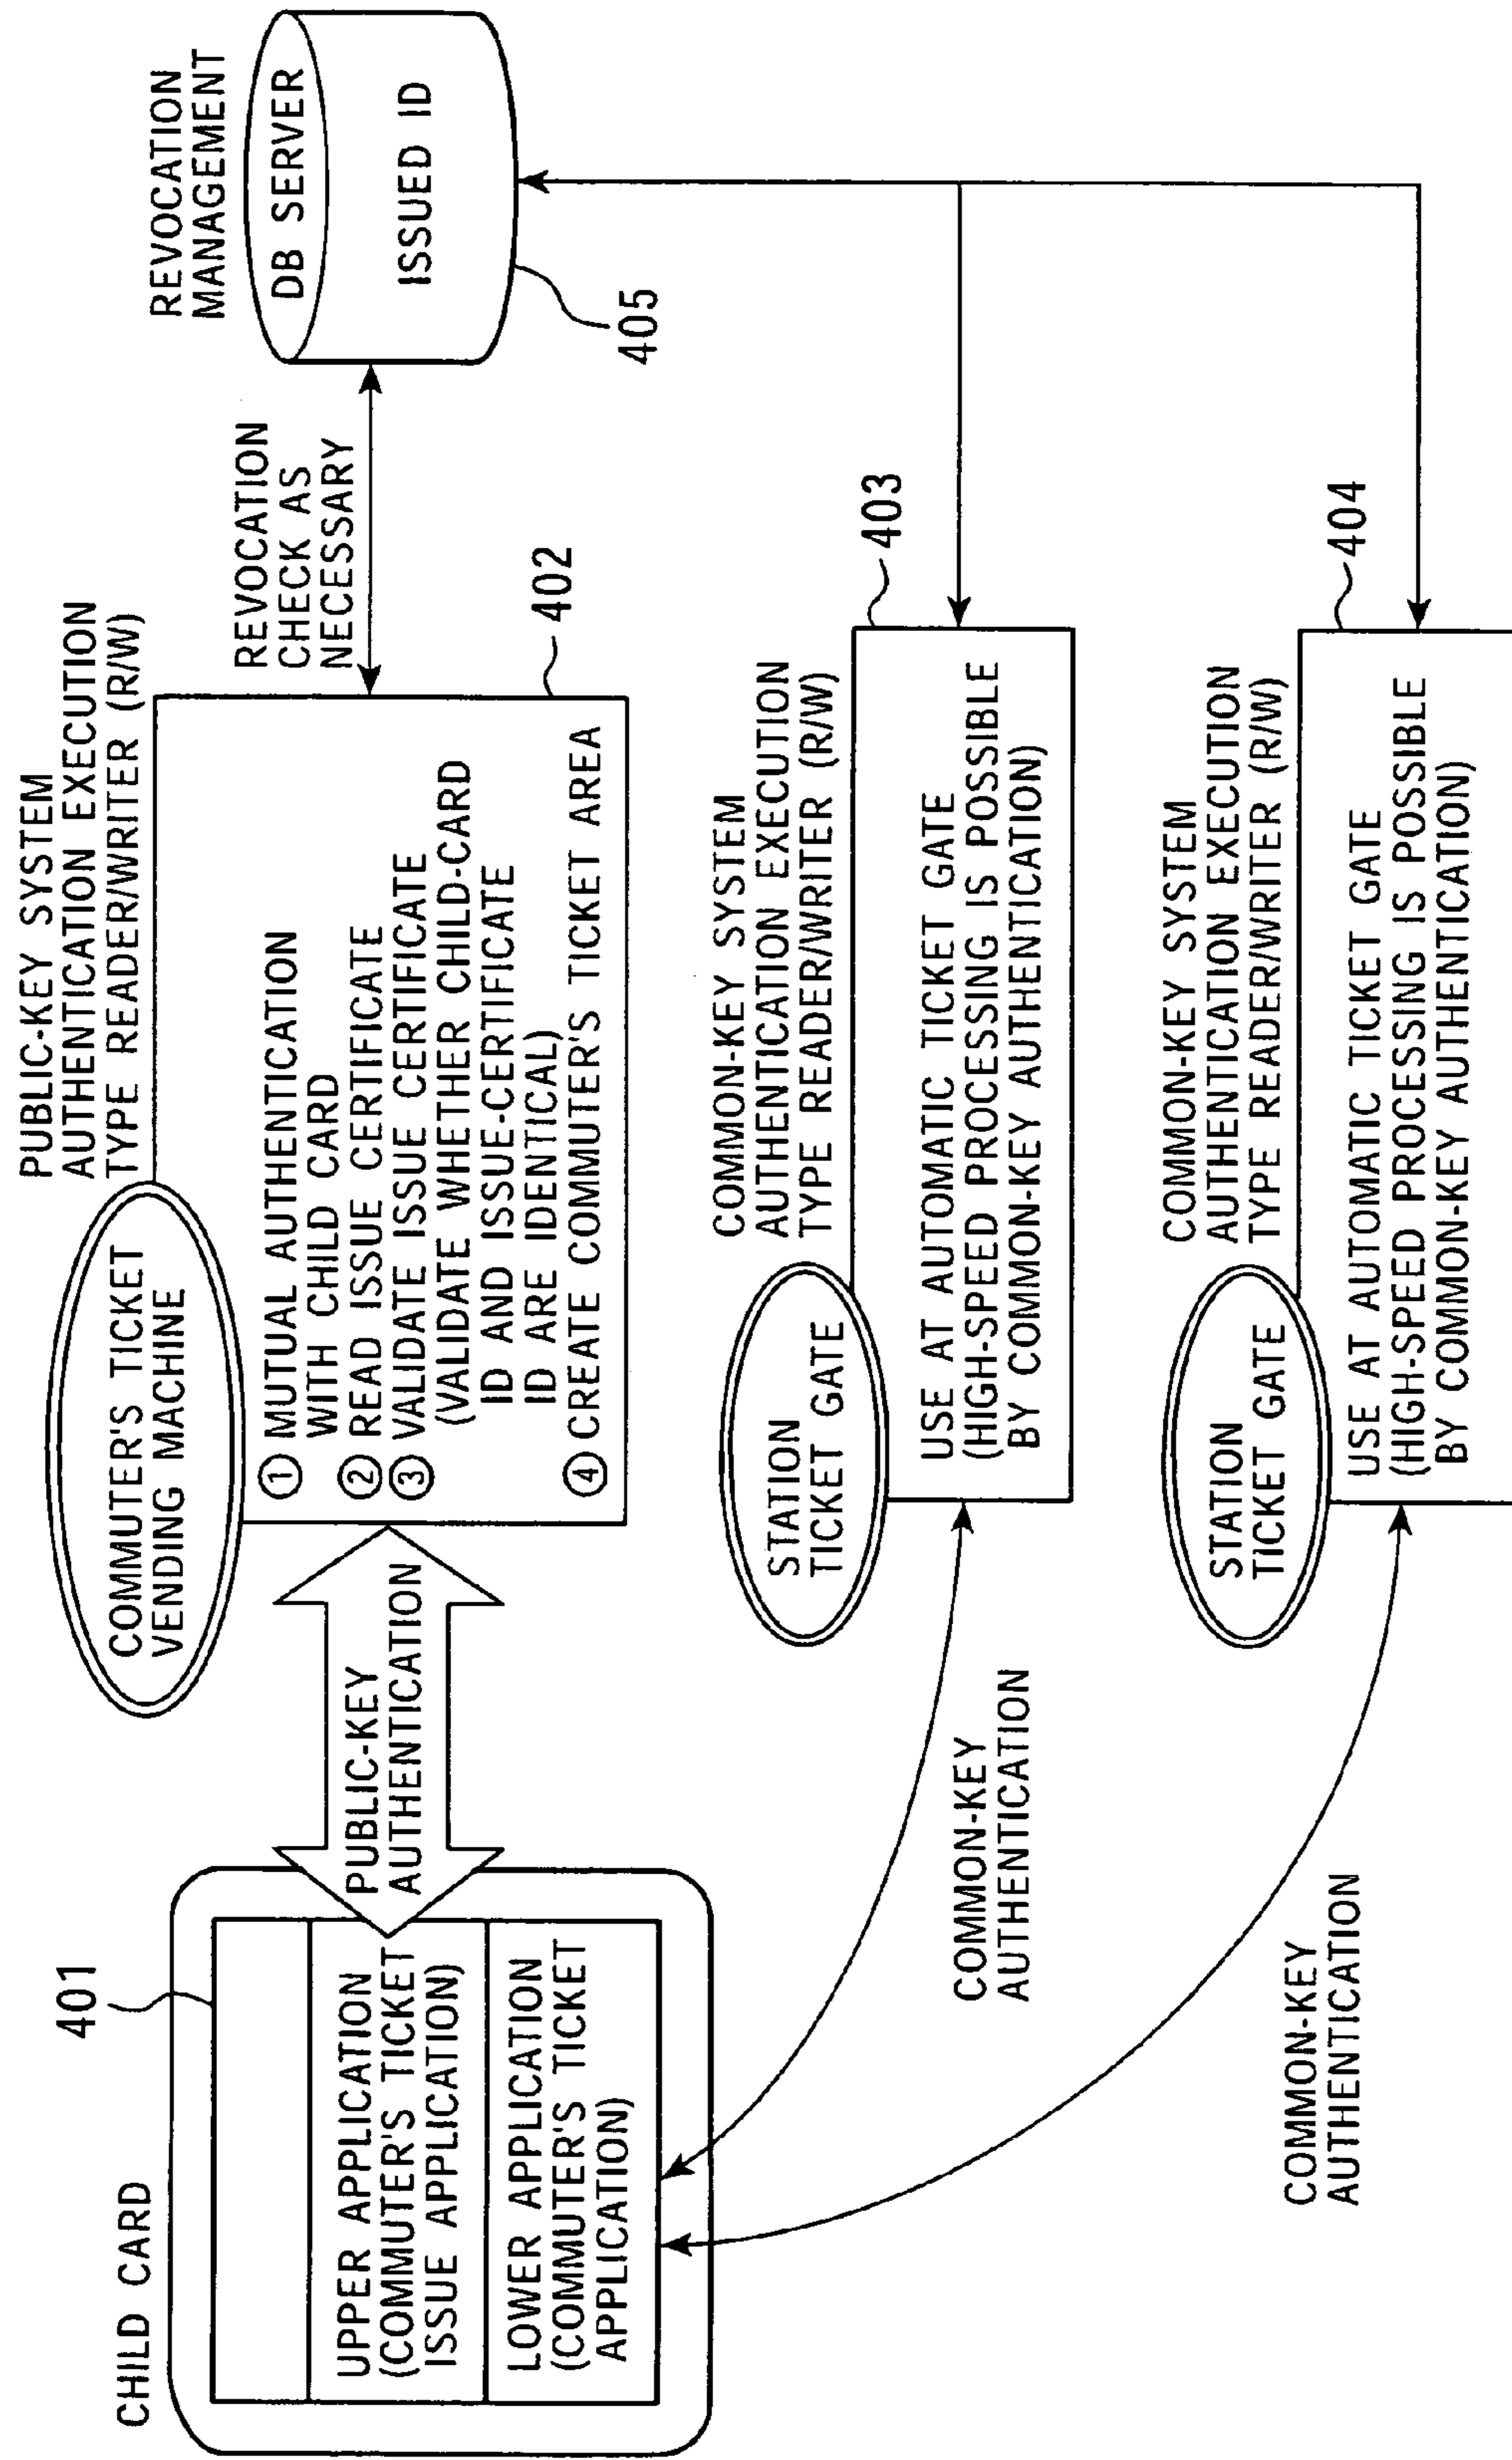 CHILD CARD
401
UPPER APPLICATION
(COMMUTER'S TICKET
ISSUE APPLICATION)
LOWER APPLICATION
(COMMUTER'S TICKET
APPLICATION)
PUBLIC-KEY
AUTHENTICATION
COMMUTER'S TICKET
VENDING MACHINE
PUBLIC-KEY SYSTEM
AUTHENTICATION EXECUTION
TYPE READER/WRITER (R/W)
① MUTUAL AUTHENTICATION
WITH CHILD CARD
② READ ISSUE CERTIFICATE
③ VALIDATE ISSUE CERTIFICATE
(VALIDATE WHETHER CHILD-CARD
ID AND ISSUE-CERTIFICATE
ID ARE IDENTICAL)
④ CREATE COMMUTER'S TICKET AREA
402
REVOCATION
CHECK AS
NECESSARY
REVOCATION
MANAGEMENT
DB SERVER
ISSUED ID
405
COMMON-KEY
AUTHENTICATION
STATION
TICKET GATE
COMMON-KEY SYSTEM
AUTHENTICATION EXECUTION
TYPE READER/WRITER (R/W)
403
USE AT AUTOMATIC TICKET GATE
(HIGH-SPEED PROCESSING IS POSSIBLE
BY COMMON-KEY AUTHENTICATION)
COMMON-KEY
AUTHENTICATION
STATION
TICKET GATE
COMMON-KEY SYSTEM
AUTHENTICATION EXECUTION
TYPE READER/WRITER (R/W)
404
USE AT AUTOMATIC TICKET GATE
(HIGH-SPEED PROCESSING IS POSSIBLE
BY COMMON-KEY AUTHENTICATION)